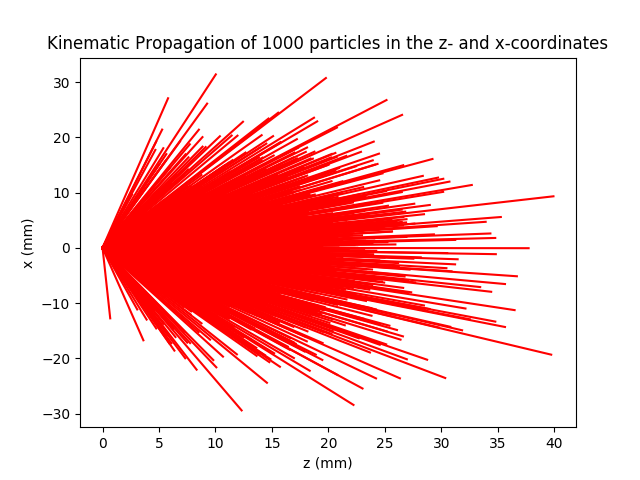 Kinematic Propagation of 1000 particles in the z- and x-coordinates
30
20
10
0
−10
−20
−30
x (mm)
0 5 10 15 20 25 30 35 40
z (mm)